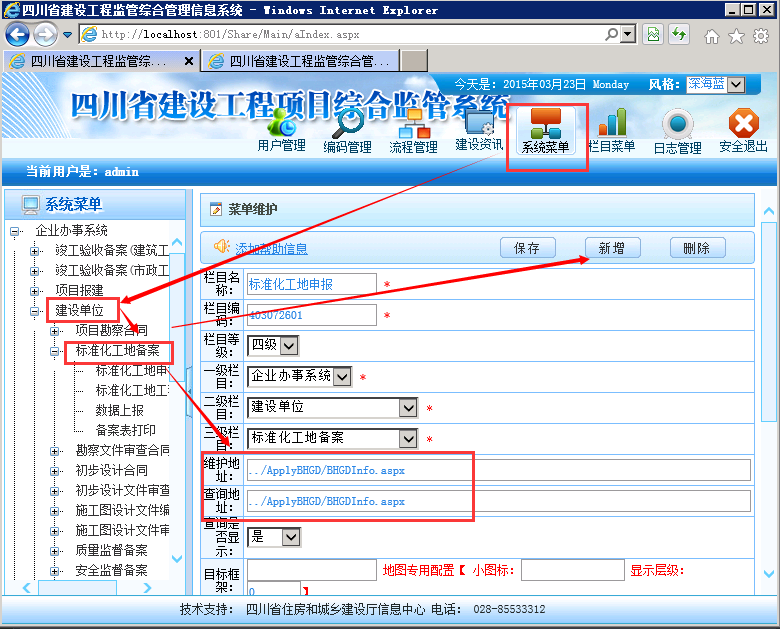 四川省建设工程监管综合管理信息系统 - Windows Internet Explorer
http://localhost:801/Share/Main/aIndex.aspx
四川省建设工程监管综...
四川省建设工程监管综合管...
今天是：2015年03月23日 Monday 风格：深海蓝
四川省建设工程项目综合监管系统
用户管理 编码管理 流程管理 建设资讯 系统菜单 栏目菜单 日志管理 安全退出
当前用户是：admin
系统菜单
企业办事系统
竣工验收备案(建筑工
竣工验收备案(市政工
项目报建
建设单位
项目勘察合同
标准化工地备案
标准化工地申
标准化工地工
数据上报
备案表打印
勘察文件审查合同
初步设计合同
初步设计文件审查
施工图设计文件编
施工图设计文件审
质量监督备案
安全监督备案
菜单维护
添加帮助信息 保存 新增 删除
栏目名称： 标准化工地申报 *
栏目编码： 403072601 *
栏目等级： 四级
一级栏目： 企业办事系统 *
二级栏目： 建设单位 *
三级栏目： 标准化工地备案 *
维护地址： ../ApplyBHGD/BHGDInfo.aspx
查询地址： ../ApplyBHGD/BHGDInfo.aspx
查询是否显示： 是
目标框架： 地图专用配置【 小图标： 显示层级：
0 】
技术支持： 四川省住房和城乡建设厅信息中心 电话： 028-85533312